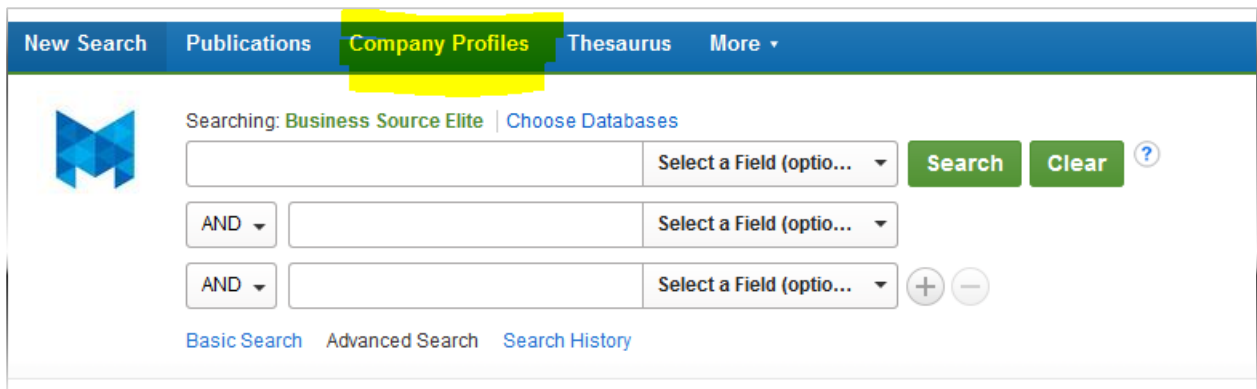 New Search Publications Company Profiles Thesaurus More
Searching: Business Source Elite | Choose Databases
Select a Field (optio... Search Clear ?
AND Select a Field (optio...
AND Select a Field (optio...
Basic Search Advanced Search Search History